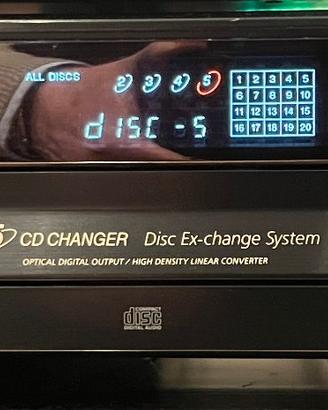 ALL DISCS 2 3 4 5
disc -5
1 2 3 4 5
6 7 8 9 10
11 12 13 14 15
16 17 18 19 20
5 CD CHANGER Disc Ex-change System
OPTICAL DIGITAL OUTPUT / HIGH DENSITY LINEAR CONVERTER
COMPACT
disc
DIGITAL AUDIO